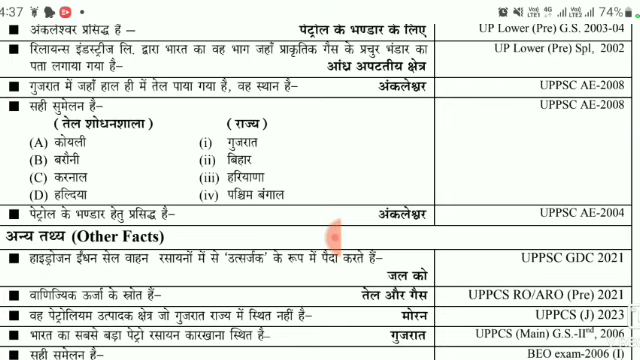 4:37 74%
अंकलेश्वर प्रसिद्ध है – पेट्रोल के भण्डार के लिए UP Lower (Pre) G.S. 2003-04
रिलायन्स इंडस्ट्रीज लि. द्वारा भारत का वह भाग जहाँ प्राकृतिक गैस के प्रचुर भंडार का UP Lower (Pre) Spl, 2002
पता लगाया गया है– आंध्र अपटतीय क्षेत्र
गुजरात में जहाँ हाल ही में तेल पाया गया है, वह स्थान है– अंकलेश्वर UPPSC AE-2008
सही सुमेलन है– UPPSC AE-2008
(तेल शोधनशाला) (राज्य)
(A) कोयली (i) गुजरात
(B) बरौनी (ii) बिहार
(C) करनाल (iii) हरियाणा
(D) हल्दिया (iv) पश्चिम बंगाल
पेट्रोल के भण्डार हेतु प्रसिद्ध है– अंकलेश्वर UPPSC AE-2004
अन्य तथ्य (Other Facts)
हाइड्रोजन ईंधन सेल वाहन रसायनों में से 'उत्सर्जक' के रूप में पैदा करते हैं– UPPSC GDC 2021
जल को
वाणिज्यिक ऊर्जा के स्रोत हैं– तेल और गैस UPPCS RO/ARO (Pre) 2021
वह पेट्रोलियम उत्पादक क्षेत्र जो गुजरात राज्य में स्थित नहीं है– मोरन UPPCS (J) 2023
भारत का सबसे बड़ा पेट्रो रसायन कारखाना स्थित है– गुजरात UPPCS (Main) G.S.-IInd, 2006
सही सुमेलन है– BEO exam-2006 (I)